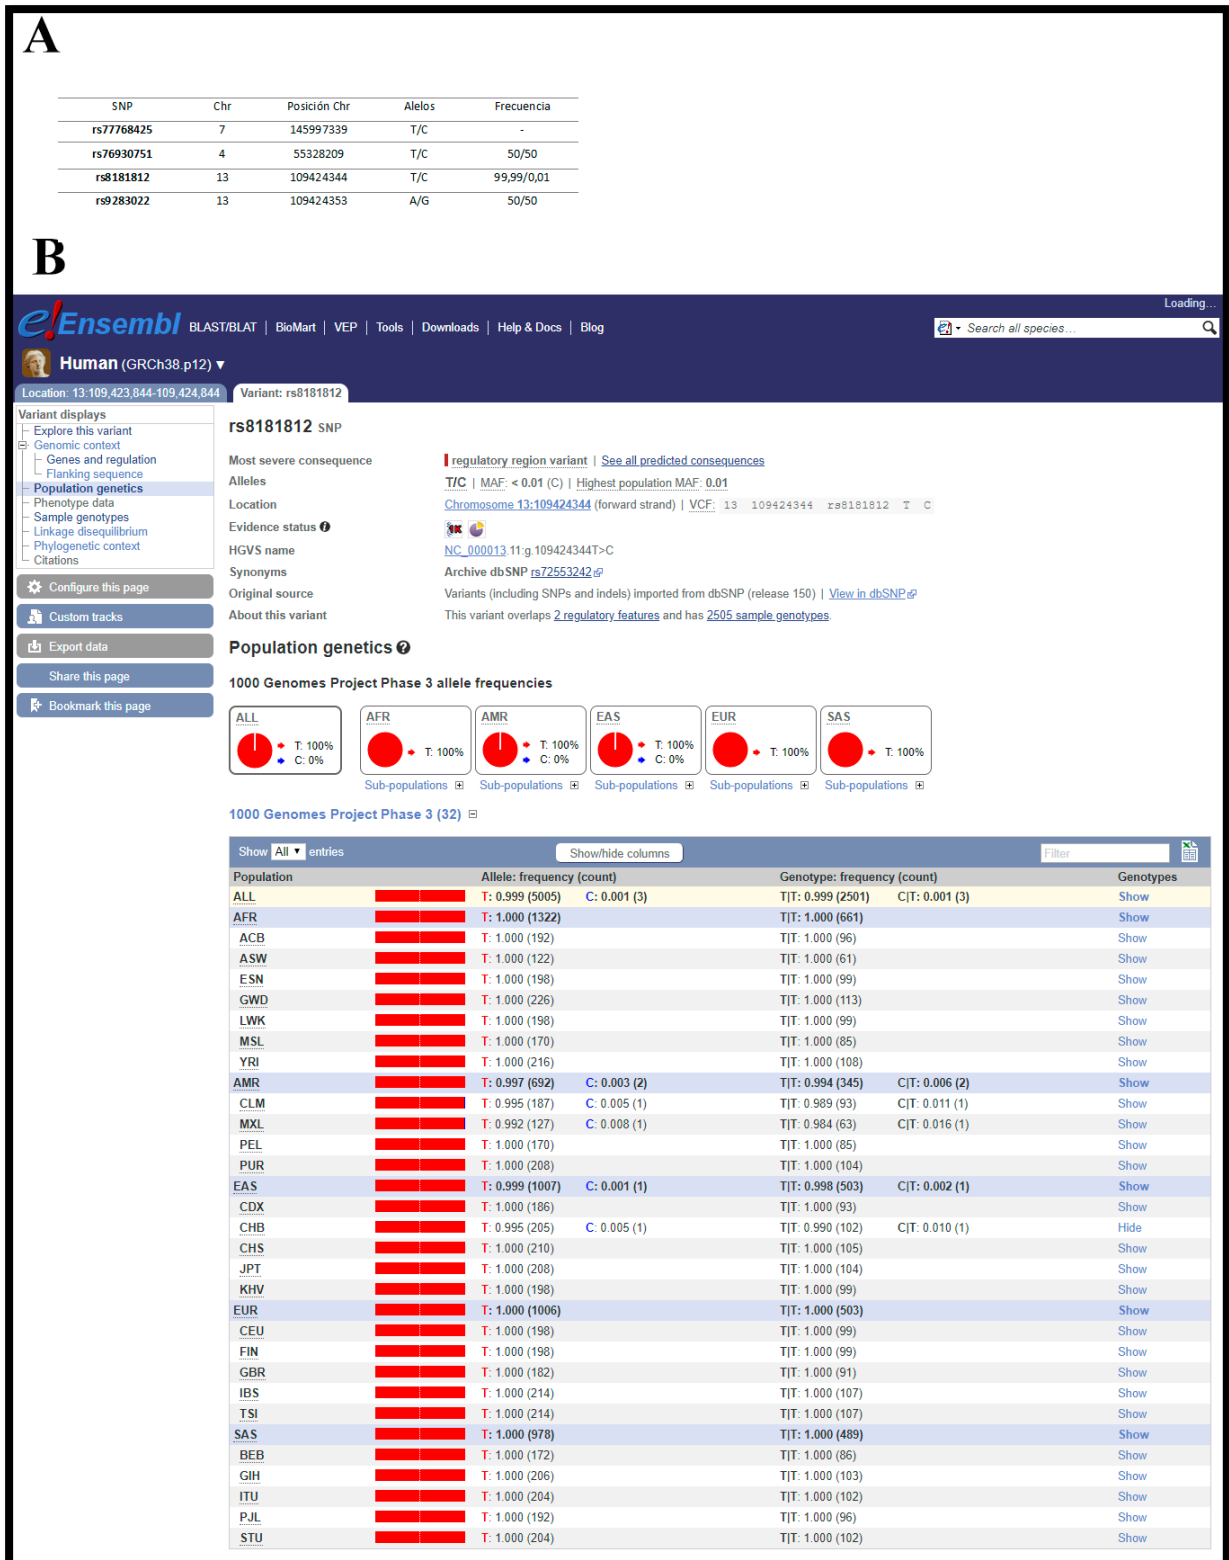 A
SNP Chr Posición Chr Alelos Frecuencia
rs77768425 7 145997339 T/C -
rs76930751 4 55328209 T/C 50/50
rs8181812 13 109424344 T/C 99,99/0,01
rs9283022 13 109424353 A/G 50/50
B
Loading...
e!Ensembl BLAST/BLAT | BioMart | VEP | Tools | Downloads | Help & Docs | Blog
Search all species...
Human (GRCh38.p12) ▼
Location: 13:109,423,844-109,424,844 Variant: rs8181812
Variant displays
Explore this variant
Genomic context
Genes and regulation
Flanking sequence
Population genetics
Phenotype data
Sample genotypes
Linkage disequilibrium
Phylogenetic context
Citations
Configure this page
Custom tracks
Export data
Share this page
Bookmark this page
rs8181812 SNP
Most severe consequence regulatory region variant | See all predicted consequences
Alleles T/C | MAF: < 0.01 (C) | Highest population MAF: 0.01
Location Chromosome 13:109424344 (forward strand) | VCF: 13 109424344 rs8181812 T C
Evidence status
HGVS name NC_000013.11:g.109424344T>C
Synonyms Archive dbSNP rs72553242
Original source Variants (including SNPs and indels) imported from dbSNP (release 150) | View in dbSNP
About this variant This variant overlaps 2 regulatory features and has 2505 sample genotypes.
Population genetics
1000 Genomes Project Phase 3 allele frequencies
ALL AFR AMR EAS EUR SAS
T: 100% C: 0% T: 100% T: 100% C: 0% T: 100% C: 0% T: 100% T: 100%
Sub-populations Sub-populations Sub-populations Sub-populations Sub-populations
1000 Genomes Project Phase 3 (32)
Show All entries Show/hide columns Filter
Population Allele: frequency (count) Genotype: frequency (count) Genotypes
ALL T: 0.999 (5005) C: 0.001 (3) T|T: 0.999 (2501) C|T: 0.001 (3) Show
AFR T: 1.000 (1322) T|T: 1.000 (661) Show
ACB T: 1.000 (192) T|T: 1.000 (96) Show
ASW T: 1.000 (122) T|T: 1.000 (61) Show
ESN T: 1.000 (198) T|T: 1.000 (99) Show
GWD T: 1.000 (226) T|T: 1.000 (113) Show
LWK T: 1.000 (198) T|T: 1.000 (99) Show
MSL T: 1.000 (170) T|T: 1.000 (85) Show
YRI T: 1.000 (216) T|T: 1.000 (108) Show
AMR T: 0.997 (692) C: 0.003 (2) T|T: 0.994 (345) C|T: 0.006 (2) Show
CLM T: 0.995 (187) C: 0.005 (1) T|T: 0.989 (93) C|T: 0.011 (1) Show
MXL T: 0.992 (127) C: 0.008 (1) T|T: 0.984 (63) C|T: 0.016 (1) Show
PEL T: 1.000 (170) T|T: 1.000 (85) Show
PUR T: 1.000 (208) T|T: 1.000 (104) Show
EAS T: 0.999 (1007) C: 0.001 (1) T|T: 0.998 (503) C|T: 0.002 (1) Show
CDX T: 1.000 (186) T|T: 1.000 (93) Show
CHB T: 0.995 (205) C: 0.005 (1) T|T: 0.990 (102) C|T: 0.010 (1) Hide
CHS T: 1.000 (210) T|T: 1.000 (105) Show
JPT T: 1.000 (208) T|T: 1.000 (104) Show
KHV T: 1.000 (198) T|T: 1.000 (99) Show
EUR T: 1.000 (1006) T|T: 1.000 (503) Show
CEU T: 1.000 (198) T|T: 1.000 (99) Show
FIN T: 1.000 (198) T|T: 1.000 (99) Show
GBR T: 1.000 (182) T|T: 1.000 (91) Show
IBS T: 1.000 (214) T|T: 1.000 (107) Show
TSI T: 1.000 (214) T|T: 1.000 (107) Show
SAS T: 1.000 (978) T|T: 1.000 (489) Show
BEB T: 1.000 (172) T|T: 1.000 (86) Show
GIH T: 1.000 (206) T|T: 1.000 (103) Show
ITU T: 1.000 (204) T|T: 1.000 (102) Show
PJL T: 1.000 (192) T|T: 1.000 (96) Show
STU T: 1.000 (204) T|T: 1.000 (102) Show